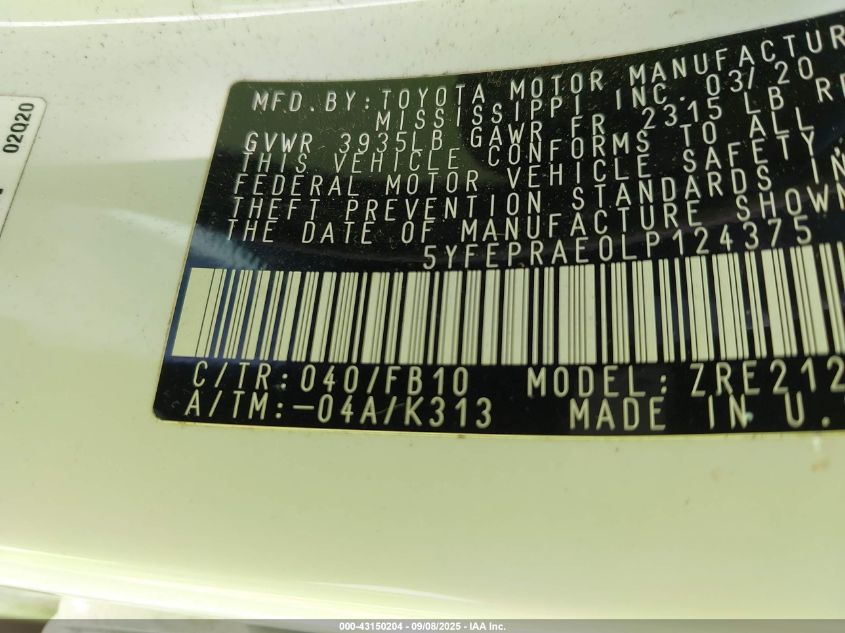 02020
MFD.BY:TOYOTA MOTOR MANUFACTUR
MISSISSIPPI INC. 03/20
GVWR 3935LB GAWR FR 2315 LB R
THIS VEHICLE CONFORMS TO ALL
FEDERAL MOTOR VEHICLE SAFETY,
THEFT PREVENTION STANDARDS IN
THE DATE OF MANUFACTURE SHOWN
5YFEPRAE0LP124375
C/TR:040/FB10 MODEL:ZRE212
A/TM:-04A/K313 MADE IN U.
000-43150204 - 09/08/2025 - IAA Inc.